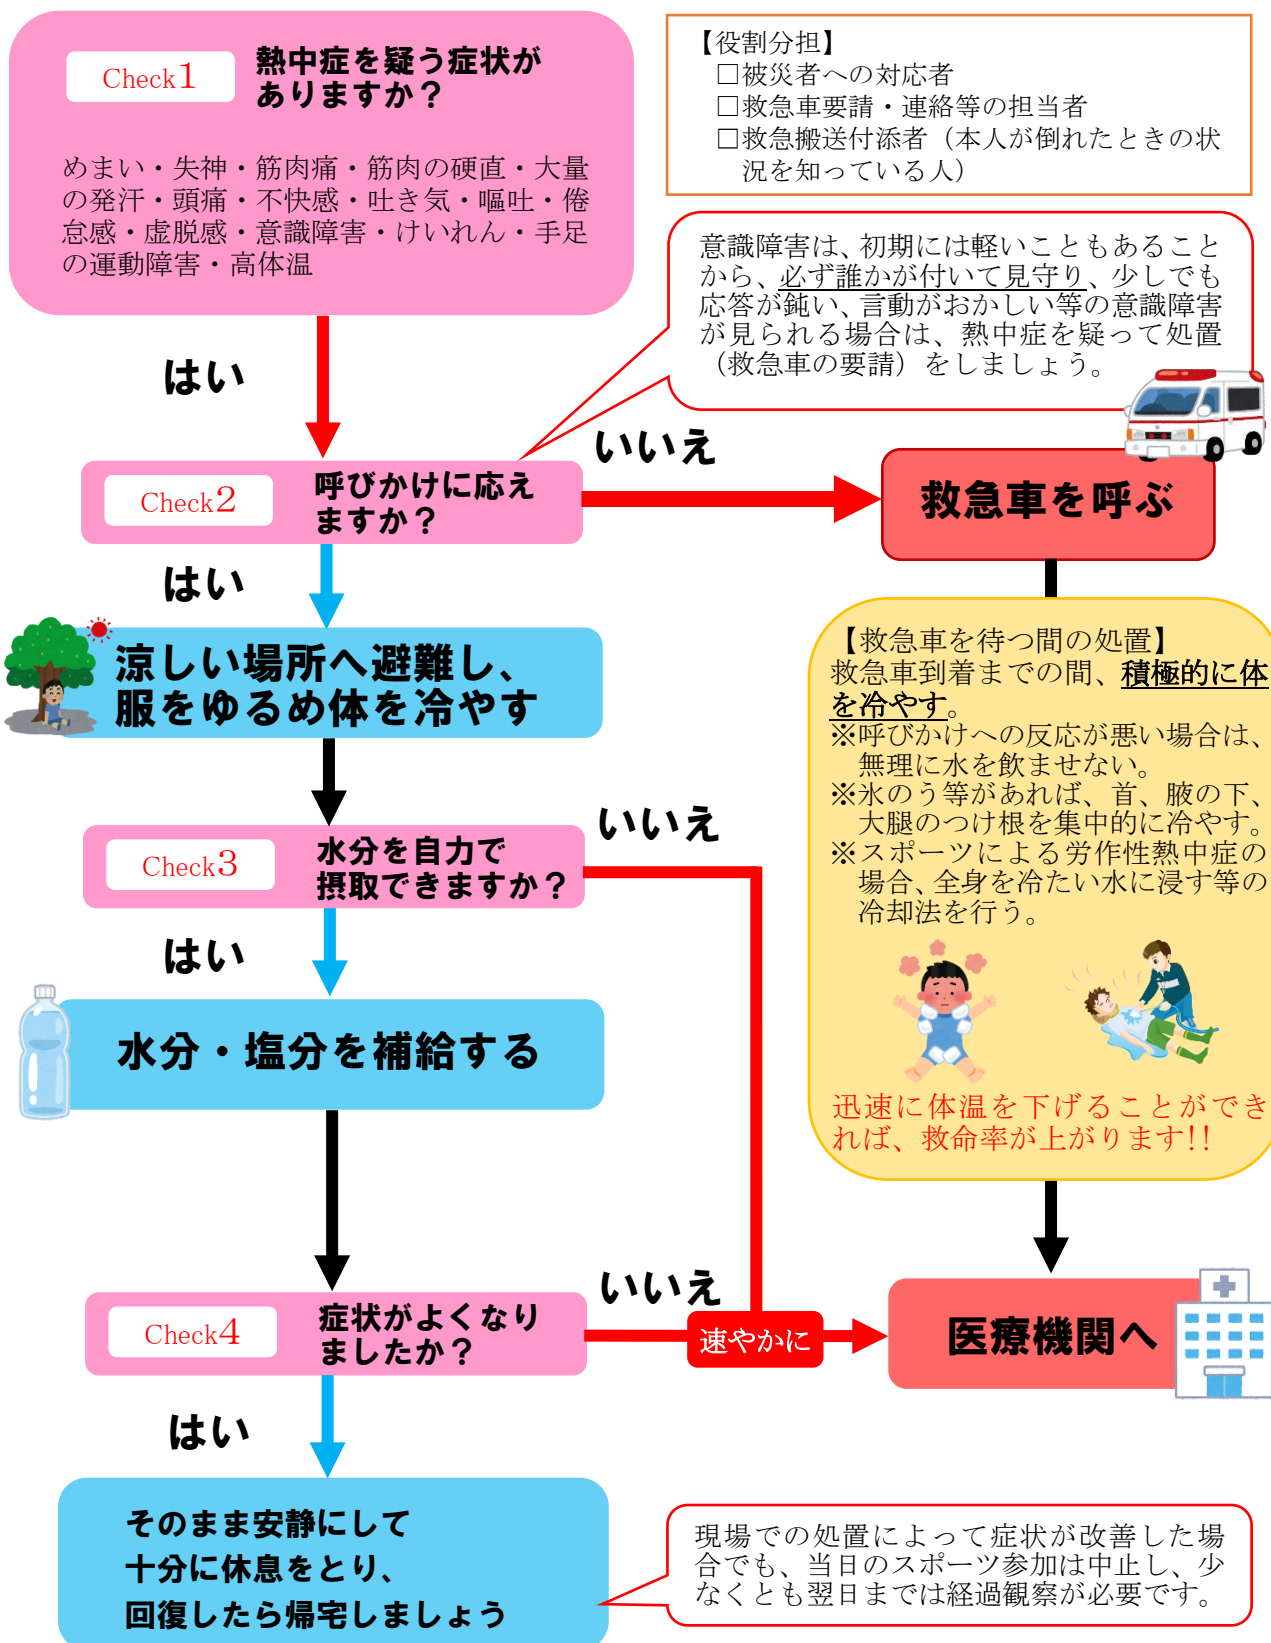 Check1
熱中症を疑う症状が
ありますか？
めまい・失神・筋肉痛・筋肉の硬直・大量
の発汗・頭痛・不快感・吐き気・嘔吐・倦
怠感・虚脱感・意識障害・けいれん・手足
の運動障害・高体温
【役割分担】
□被災者への対応者
□救急車要請・連絡等の担当者
□救急搬送付添者（本人が倒れたときの状
況を知っている人）
意識障害は、初期には軽いこともあること
から、必ず誰かが付いて見守り、少しでも
応答が鈍い、言動がおかしい等の意識障害
が見られる場合は、熱中症を疑って処置
（救急車の要請）をしましょう。
はい
いいえ
Check2
呼びかけに応え
ますか？
救急車を呼ぶ
はい
涼しい場所へ避難し、
服をゆるめ体を冷やす
【救急車を待つ間の処置】
救急車到着までの間、積極的に体
を冷やす。
※呼びかけへの反応が悪い場合は、
無理に水を飲ませない。
※氷のう等があれば、首、腋の下、
大腿のつけ根を集中的に冷やす。
※スポーツによる労作性熱中症の
場合、全身を冷たい水に浸す等の
冷却法を行う。
迅速に体温を下げることができ
れば、救命率が上がります!!
いいえ
Check3
水分を自力で
摂取できますか？
はい
水分・塩分を補給する
いいえ
Check4
症状がよくなり
ましたか？
速やかに
医療機関へ
はい
そのまま安静にして
十分に休息をとり、
回復したら帰宅しましょう
現場での処置によって症状が改善した場
合でも、当日のスポーツ参加は中止し、少
なくとも翌日までは経過観察が必要です。